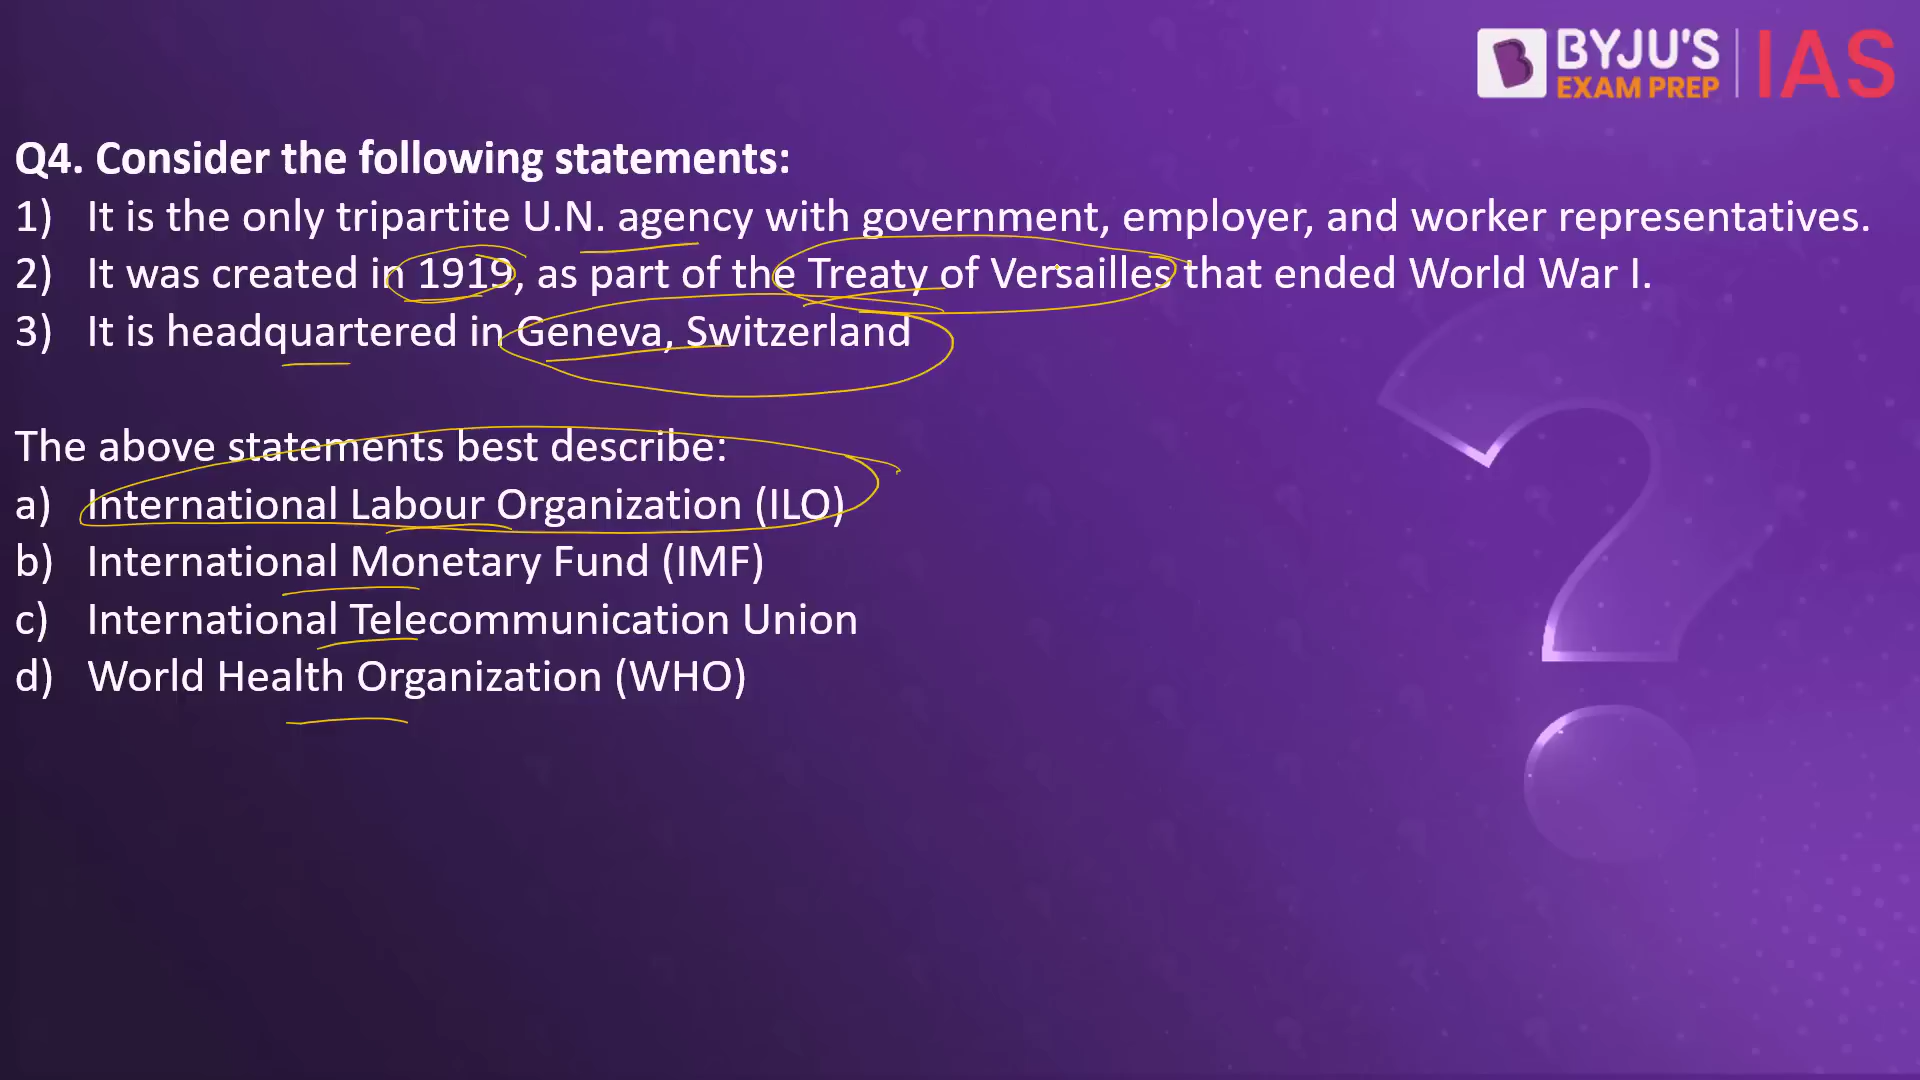 BYJU'S
EXAM PREP
IAS
Q4. Consider the following statements:
1) It is the only tripartite U.N. agency with government, employer, and worker representatives.
2) It was created in 1919, as part of the Treaty of Versailles that ended World War I.
3) It is headquartered in Geneva, Switzerland
The above statements best describe:
a) International Labour Organization (ILO)
b) International Monetary Fund (IMF)
c) International Telecommunication Union
d) World Health Organization (WHO)